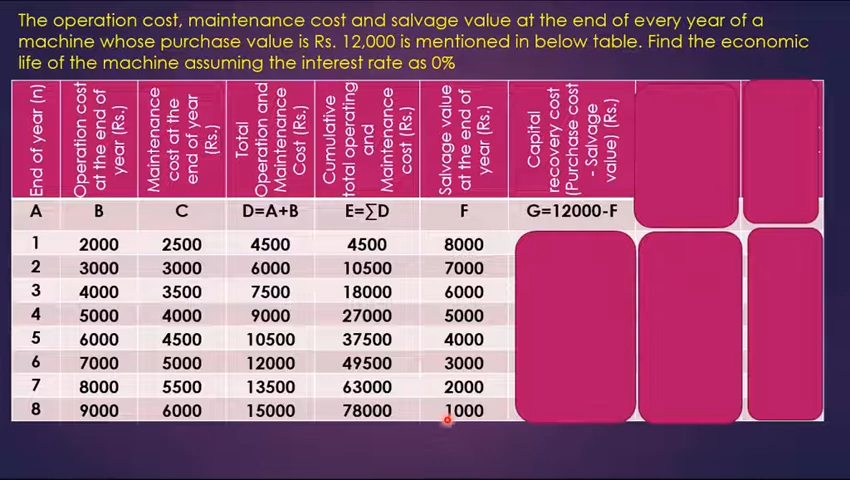 The operation cost, maintenance cost and salvage value at the end of every year of a
machine whose purchase value is Rs. 12,000 is mentioned in below table. Find the economic
life of the machine assuming the interest rate as 0%
End of year (n)
Operation cost
at the end of
year (Rs.)
Maintenance
cost at the
end of year
(Rs.)
Total
Operation and
Maintenance
Cost (Rs.)
Cumulative
total operating
and
Maintenance
cost (Rs.)
Salvage value
at the end of
year (Rs.)
Capital
recovery cost
(Purchase cost
- Salvage
value) (Rs.)
A B C D=A+B E=∑D F G=12000-F
1 2000 2500 4500 4500 8000
2 3000 3000 6000 10500 7000
3 4000 3500 7500 18000 6000
4 5000 4000 9000 27000 5000
5 6000 4500 10500 37500 4000
6 7000 5000 12000 49500 3000
7 8000 5500 13500 63000 2000
8 9000 6000 15000 78000 1000